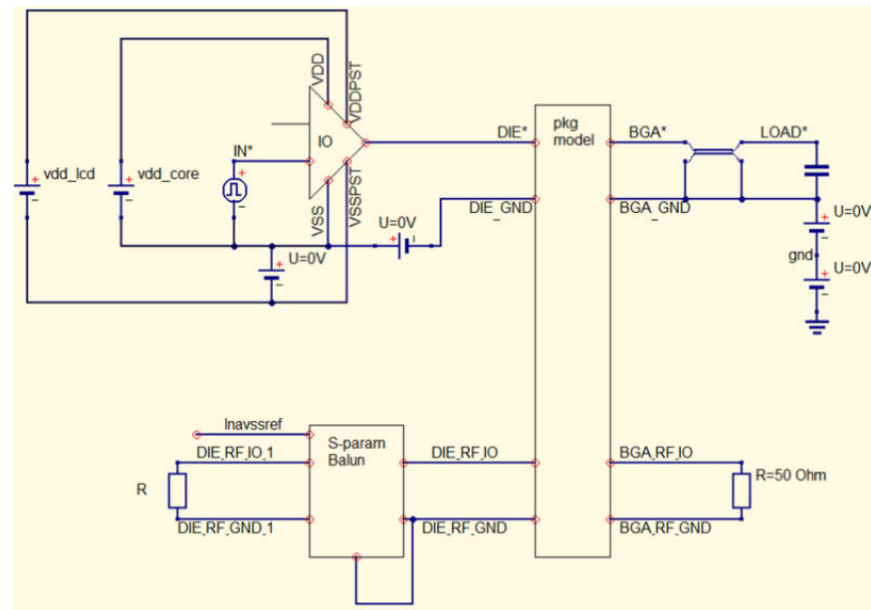 VDD
VDDPST
IO
DIE*
pkg
model
BGA*
LOAD*
IN*
vdd_lcd
vdd_core
VSS
VSSPST
U=0V
DIE_GND
BGA_GND
U=0V
U=0V
gnd
U=0V
lnavssref
S-param
Balun
DIE_RF_IO_1
DIE_RF_IO
BGA_RF_IO
R
R=50 Ohm
DIE_RF_GND_1
DIE_RF_GND
BGA_RF_GND